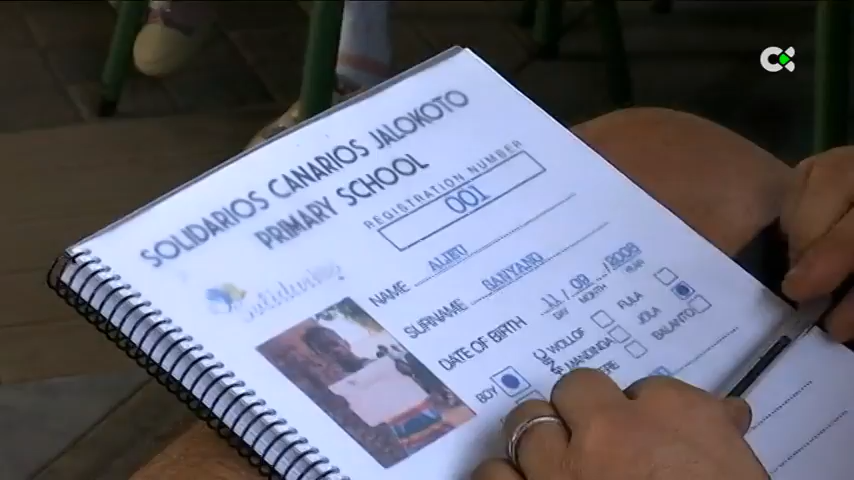 SOLIDARIOS CANARIOS JALOKOTO
PRIMARY SCHOOL
REGISTRATION NUMBER
001
NAME ALIEU
SURNAME SANYANG
DATE OF BIRTH 11 / 09 / 2008
DAY MONTH YEAR
BOY
WOLLOF
MANDINGA
FULA
JOLA
BALANTO